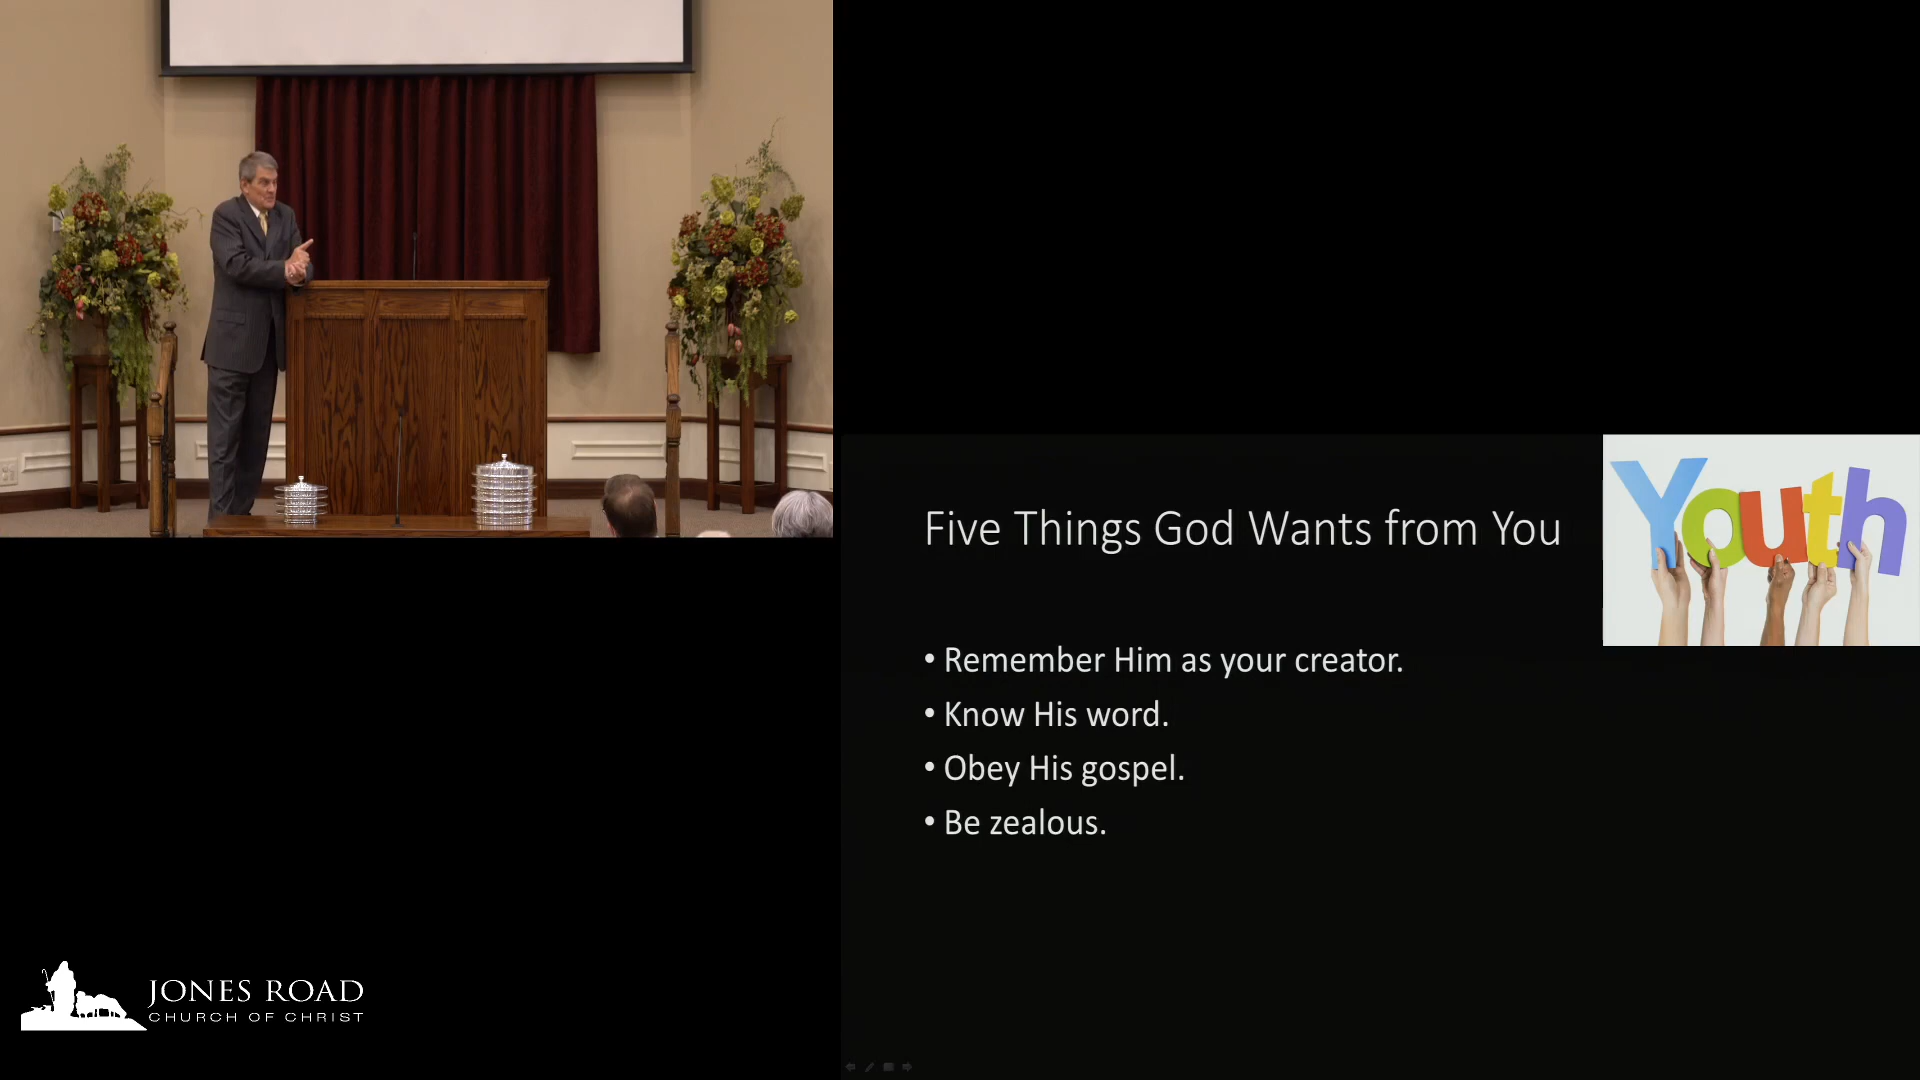 Five Things God Wants from You
Youth
• Remember Him as your creator.
• Know His word.
• Obey His gospel.
• Be zealous.
JONES ROAD
CHURCH OF CHRIST